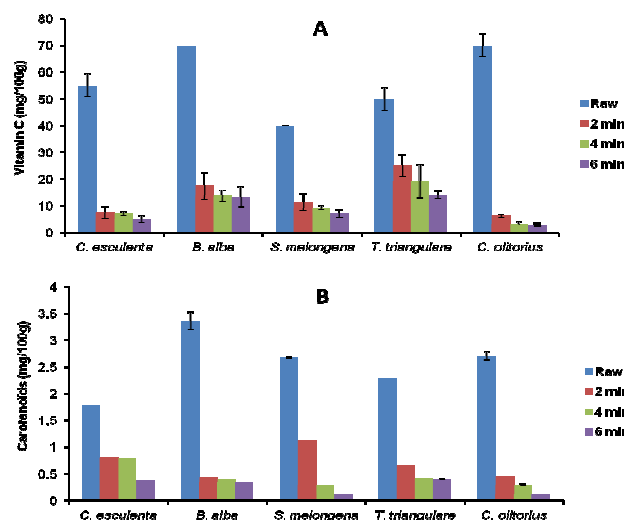 A
Vitamin C (mg/100g)
80
70
60
50
40
30
20
10
0
C. esculenta
B. alba
S. melongena
T. triangulare
C. olitorius
Raw
2 min
4 min
6 min
B
Carotenoids (mg/100g)
4
3.5
3
2.5
2
1.5
1
0.5
0
C. esculenta
B. alba
S. melongena
T. triangulare
C. olitorius
Raw
2 min
4 min
6 min